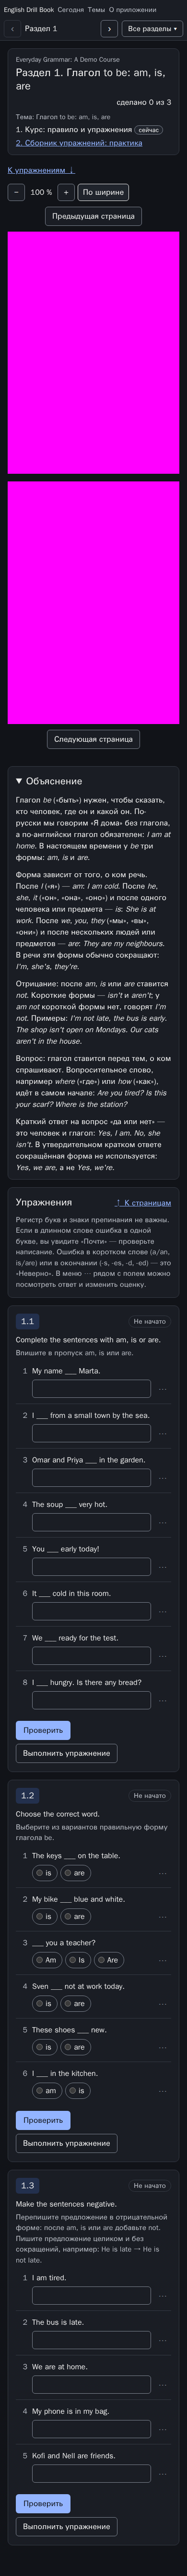 English Drill Book Сегодня Темы О приложении
‹ Раздел 1 › Все разделы ▾
Everyday Grammar: A Demo Course
Раздел 1. Глагол to be: am, is,
are
сделано 0 из 3
Тема: Глагол to be: am, is, are
1. Курс: правило и упражнения сейчас
2. Сборник упражнений: практика
К упражнениям ↓
− 100 % + По ширине
Предыдущая страница
Следующая страница
▼ Объяснение
Глагол be («быть») нужен, чтобы сказать,
кто человек, где он и какой он. По-
русски мы говорим «Я дома» без глагола,
а по-английски глагол обязателен: I am at
home. В настоящем времени у be три
формы: am, is и are.
Форма зависит от того, о ком речь.
После I («я») — am: I am cold. После he,
she, it («он», «она», «оно») и после одного
человека или предмета — is: She is at
work. После we, you, they («мы», «вы»,
«они») и после нескольких людей или
предметов — are: They are my neighbours.
В речи эти формы обычно сокращают:
I'm, she's, they're.
Отрицание: после am, is или are ставится
not. Короткие формы — isn't и aren't; у
am not короткой формы нет, говорят I'm
not. Примеры: I'm not late, the bus is early.
The shop isn't open on Mondays. Our cats
aren't in the house.
Вопрос: глагол ставится перед тем, о ком
спрашивают. Вопросительное слово,
например where («где») или how («как»),
идёт в самом начале: Are you tired? Is this
your scarf? Where is the station?
Краткий ответ на вопрос «да или нет» —
это человек и глагол: Yes, I am. No, she
isn't. В утвердительном кратком ответе
сокращённая форма не используется:
Yes, we are, а не Yes, we're.
Упражнения ↑ К страницам
Регистр букв и знаки препинания не важны.
Если в длинном слове ошибка в одной
букве, вы увидите «Почти» — проверьте
написание. Ошибка в коротком слове (a/an,
is/are) или в окончании (-s, -es, -d, -ed) — это
«Неверно». В меню ··· рядом с полем можно
посмотреть ответ и изменить оценку.
1.1 Не начато
Complete the sentences with am, is or are.
Впишите в пропуск am, is или are.
1 My name ___ Marta.
···
2 I ___ from a small town by the sea.
···
3 Omar and Priya ___ in the garden.
···
4 The soup ___ very hot.
···
5 You ___ early today!
···
6 It ___ cold in this room.
···
7 We ___ ready for the test.
···
8 I ___ hungry. Is there any bread?
···
Проверить
Выполнить упражнение
1.2 Не начато
Choose the correct word.
Выберите из вариантов правильную форму
глагола be.
1 The keys ___ on the table.
is are ···
2 My bike ___ blue and white.
is are ···
3 ___ you a teacher?
Am Is Are ···
4 Sven ___ not at work today.
is are ···
5 These shoes ___ new.
is are ···
6 I ___ in the kitchen.
am is ···
Проверить
Выполнить упражнение
1.3 Не начато
Make the sentences negative.
Перепишите предложение в отрицательной
форме: после am, is или are добавьте not.
Пишите предложение целиком и без
сокращений, например: He is late → He is
not late.
1 I am tired.
···
2 The bus is late.
···
3 We are at home.
···
4 My phone is in my bag.
···
5 Kofi and Nell are friends.
···
Проверить
Выполнить упражнение